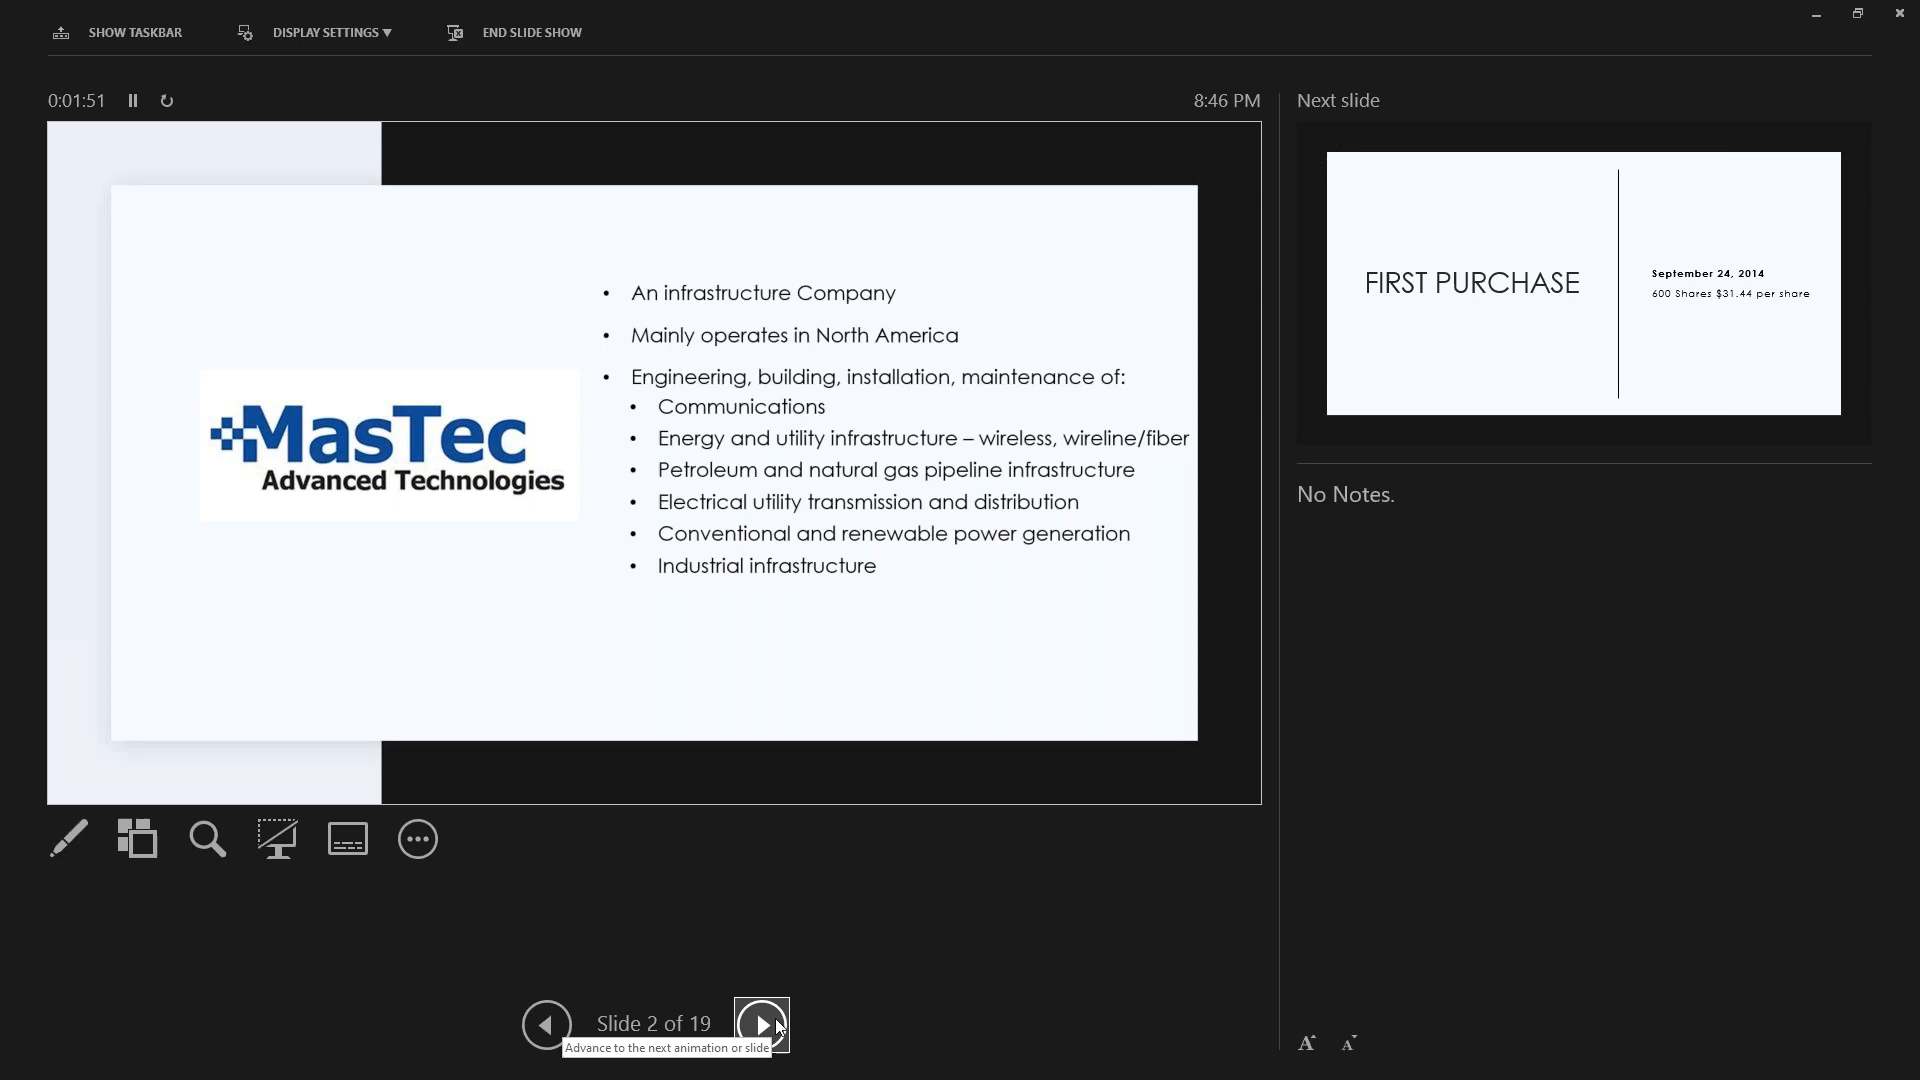 SHOW TASKBAR
DISPLAY SETTINGS ▼
END SLIDE SHOW
0:01:51
8:46 PM
MasTec
Advanced Technologies
• An infrastructure Company
• Mainly operates in North America
• Engineering, building, installation, maintenance of:
• Communications
• Energy and utility infrastructure – wireless, wireline/fiber
• Petroleum and natural gas pipeline infrastructure
• Electrical utility transmission and distribution
• Conventional and renewable power generation
• Industrial infrastructure
Slide 2 of 19
Advance to the next animation or slide
Next slide
FIRST PURCHASE
September 24, 2014
600 Shares $31.44 per share
No Notes.
A A